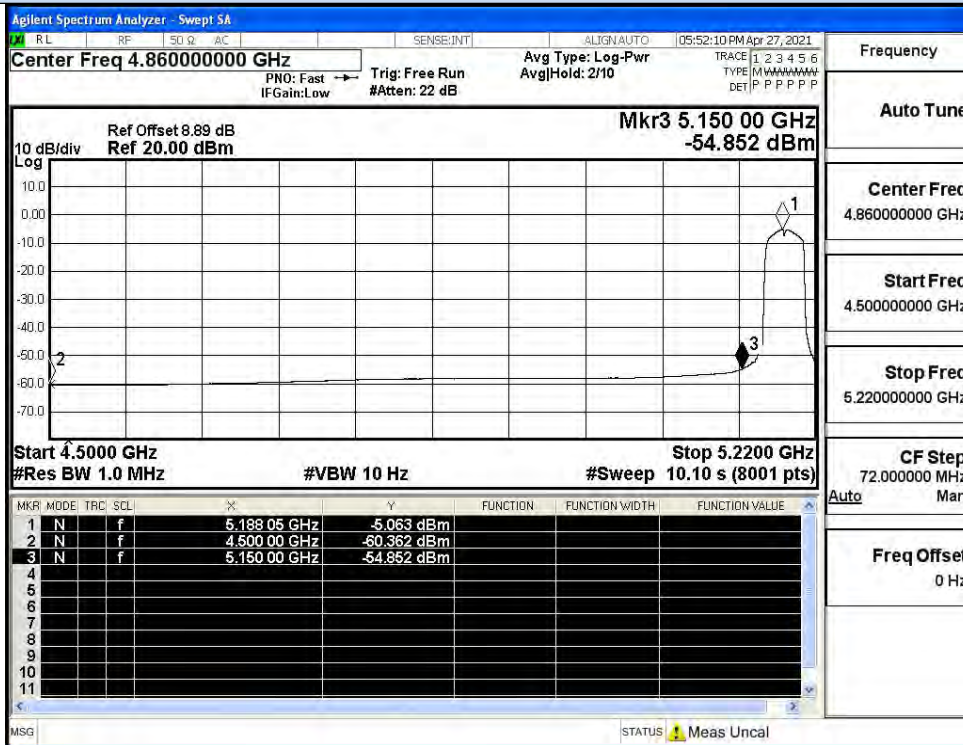 Agilent Spectrum Analyzer - Swept SA
LXI RL RF 50 Ω AC SENSE:INT ALIGNAUTO 05:52:10 PM Apr 27, 2021
Center Freq 4.860000000 GHz
PNO: Fast
IFGain:Low
Trig: Free Run
#Atten: 22 dB
Avg Type: Log-Pwr
Avg|Hold: 2/10
TRACE 1 2 3 4 5 6
TYPE MWWWWW
DET P P P P P P
Ref Offset 8.89 dB
10 dB/div Ref 20.00 dBm
Log
Mkr3 5.150 00 GHz
-54.852 dBm
10.0
0.00
-10.0
-20.0
-30.0
-40.0
-50.0
-60.0
-70.0
1
2
3
Start 4.5000 GHz Stop 5.2200 GHz
#Res BW 1.0 MHz #VBW 10 Hz #Sweep 10.10 s (8001 pts)
MKR MODE TRC SCL X Y FUNCTION FUNCTION WIDTH FUNCTION VALUE
1 N f 5.188 05 GHz -5.063 dBm
2 N f 4.500 00 GHz -60.362 dBm
3 N f 5.150 00 GHz -54.852 dBm
4
5
6
7
8
9
10
11
MSG STATUS Meas Uncal
Frequency
Auto Tune
Center Freq
4.860000000 GHz
Start Freq
4.500000000 GHz
Stop Freq
5.220000000 GHz
CF Step
72.000000 MHz
Auto Man
Freq Offset
0 Hz